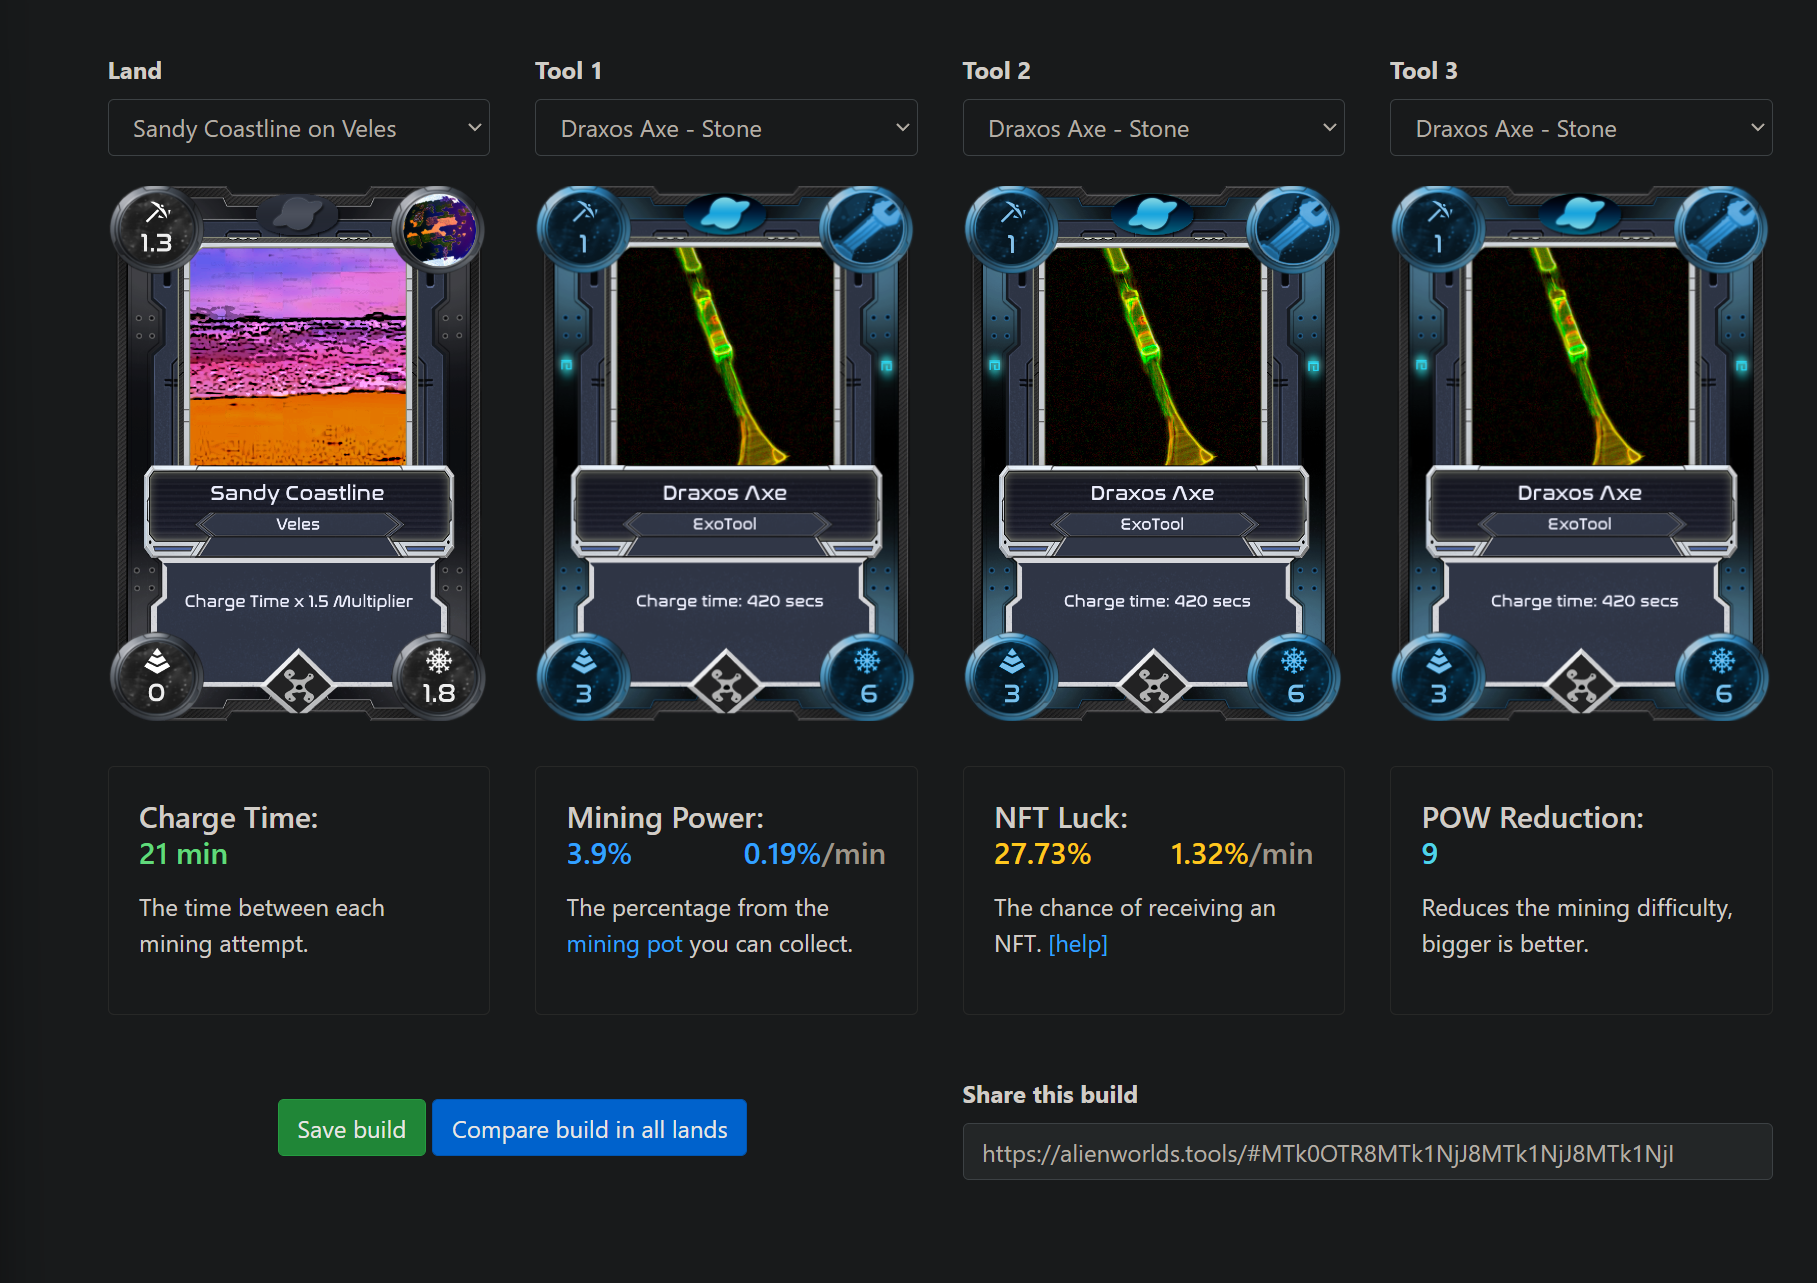 Land
Tool 1
Tool 2
Tool 3
Sandy Coastline on Veles
Draxos Axe - Stone
Draxos Axe - Stone
Draxos Axe - Stone
1.3
1
1
1
Sandy Coastline
Veles
Charge Time x 1.5 Multiplier
0
1.8
Draxos Axe
ExoTool
Charge time: 420 secs
3
6
Draxos Axe
ExoTool
Charge time: 420 secs
3
6
Draxos Axe
ExoTool
Charge time: 420 secs
3
6
Charge Time:
21 min
The time between each
mining attempt.
Mining Power:
3.9% 0.19%/min
The percentage from the
mining pot you can collect.
NFT Luck:
27.73% 1.32%/min
The chance of receiving an
NFT. [help]
POW Reduction:
9
Reduces the mining difficulty,
bigger is better.
Save build
Compare build in all lands
Share this build
https://alienworlds.tools/#MTk0OTR8MTk1NjJ8MTk1NjJ8MTk1NjI